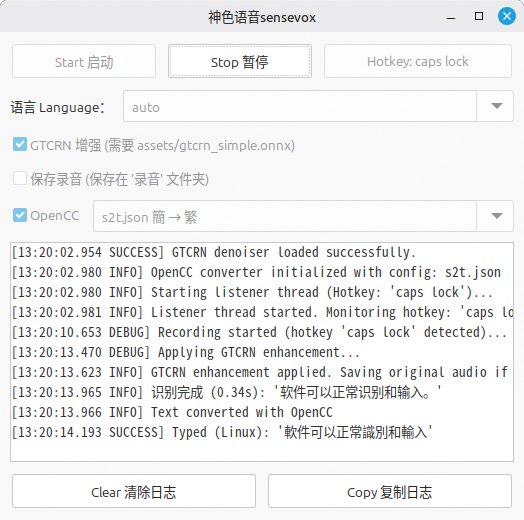 神色语音sensevox
Start 启动
Stop 暂停
Hotkey: caps lock
语言 Language：
auto
GTCRN 增强 (需要 assets/gtcrn_simple.onnx)
保存录音 (保存在 '录音' 文件夹)
OpenCC
s2t.json 簡 → 繁
[13:20:02.954 SUCCESS] GTCRN denoiser loaded successfully.
[13:20:02.980 INFO] OpenCC converter initialized with config: s2t.json
[13:20:02.980 INFO] Starting listener thread (Hotkey: 'caps lock')...
[13:20:02.981 INFO] Listener thread started. Monitoring hotkey: 'caps lo
[13:20:10.653 DEBUG] Recording started (hotkey 'caps lock' detected)...
[13:20:13.470 DEBUG] Applying GTCRN enhancement...
[13:20:13.623 INFO] GTCRN enhancement applied. Saving original audio if
[13:20:13.965 INFO] 识别完成 (0.34s): '软件可以正常识别和输入。'
[13:20:13.966 INFO] Text converted with OpenCC
[13:20:14.193 SUCCESS] Typed (Linux): '軟件可以正常識別和輸入'
Clear 清除日志
Copy 复制日志